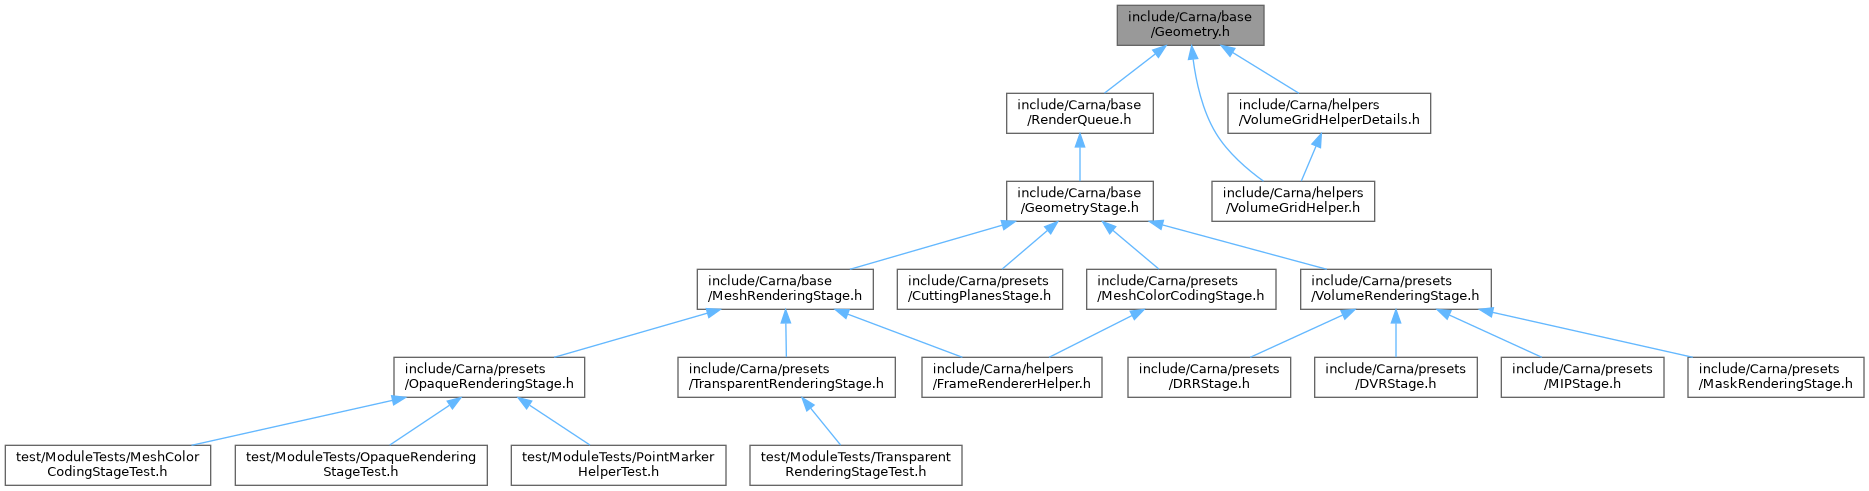 include/Carna/base
/Geometry.h
include/Carna/base
/RenderQueue.h
include/Carna/helpers
/VolumeGridHelperDetails.h
include/Carna/base
/GeometryStage.h
include/Carna/helpers
/VolumeGridHelper.h
include/Carna/base
/MeshRenderingStage.h
include/Carna/presets
/CuttingPlanesStage.h
include/Carna/presets
/MeshColorCodingStage.h
include/Carna/presets
/VolumeRenderingStage.h
include/Carna/presets
/OpaqueRenderingStage.h
include/Carna/presets
/TransparentRenderingStage.h
include/Carna/helpers
/FrameRendererHelper.h
include/Carna/presets
/DRRStage.h
include/Carna/presets
/DVRStage.h
include/Carna/presets
/MIPStage.h
include/Carna/presets
/MaskRenderingStage.h
test/ModuleTests/MeshColor
CodingStageTest.h
test/ModuleTests/OpaqueRendering
StageTest.h
test/ModuleTests/PointMarker
HelperTest.h
test/ModuleTests/Transparent
RenderingStageTest.h